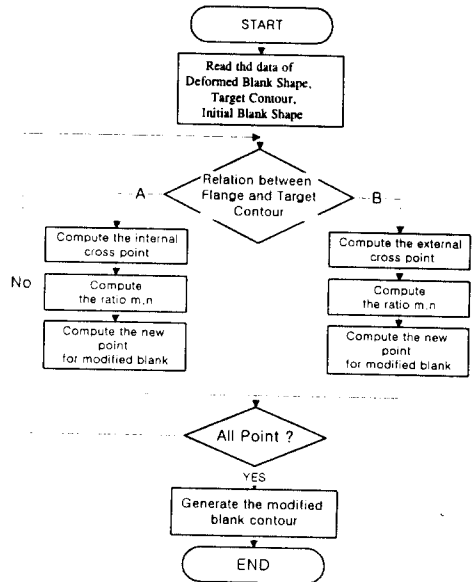 START
Read thd data of
Deformed Blank Shape,
Target Contour,
Initial Blank Shape
Relation between
Flange and Target
Contour
A
B
Compute the internal
cross point
Compute
the ratio m,n
Compute the new
point
for modified blank
No
Compute the external
cross point
Compute
the ratio m,n
Compute the new
point
for modified blank
All Point ?
YES
Generate the modified
blank contour
END